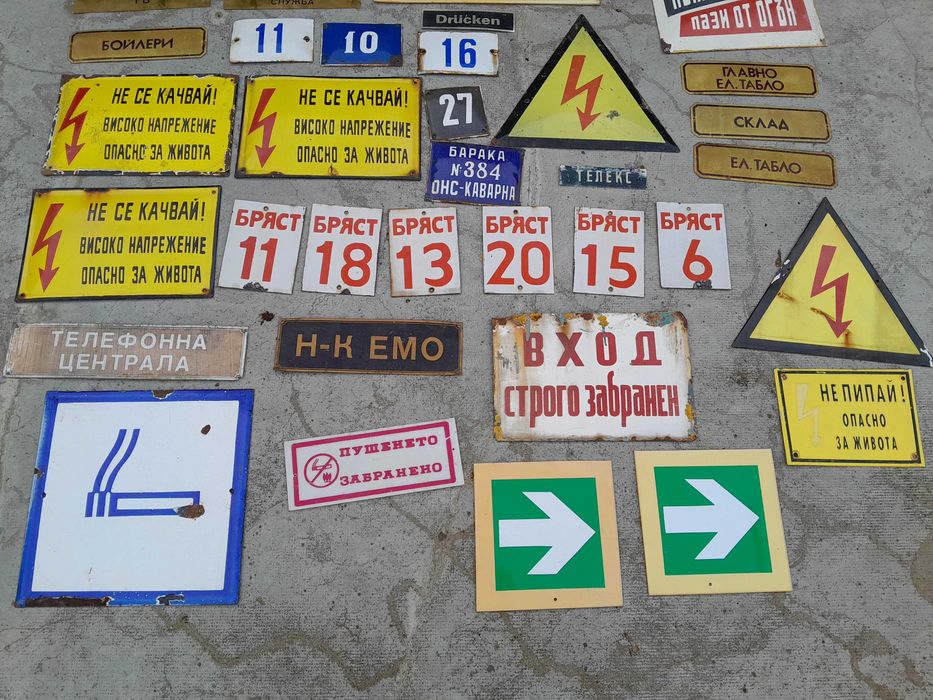 СЛУЖБА
ПАЗИ ОТ ОГЪН
Drücken
БОЙЛЕРИ
11
10
16
ГЛАВНО
ЕЛ. ТАБЛО
НЕ СЕ КАЧВАЙ!
ВИСОКО НАПРЕЖЕНИЕ
ОПАСНО ЗА ЖИВОТА
НЕ СЕ КАЧВАЙ!
ВИСОКО НАПРЕЖЕНИЕ
ОПАСНО ЗА ЖИВОТА
27
СКЛАД
БАРАКА
№384
ОНС-КАВАРНА
ТЕЛЕКС
ЕЛ. ТАБЛО
НЕ СЕ КАЧВАЙ!
ВИСОКО НАПРЕЖЕНИЕ
ОПАСНО ЗА ЖИВОТА
БРЯСТ
11
БРЯСТ
18
БРЯСТ
13
БРЯСТ
20
БРЯСТ
15
БРЯСТ
6
ТЕЛЕФОННА
ЦЕНТРАЛА
Н-К ЕМО
ВХОД
строго забранен
НЕ ПИПАЙ!
ОПАСНО
ЗА ЖИВОТА
ПУШЕНЕТО
ЗАБРАНЕНО